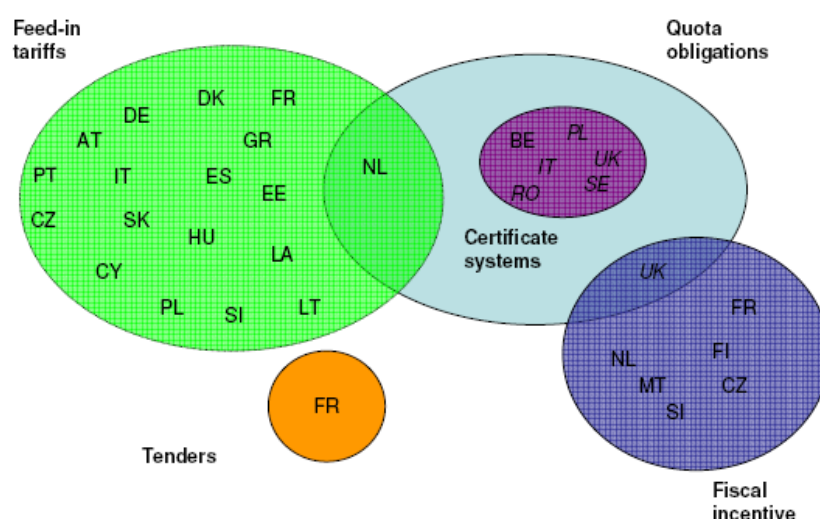 Feed-in
tariffs
Quota
obligations
DE
DK
FR
AT
GR
PT
IT
ES
EE
CZ
SK
HU
LA
CY
PL
SI
LT
NL
BE
PL
IT
UK
RO
SE
Certificate
systems
UK
FR
NL
FI
MT
CZ
SI
FR
Tenders
Fiscal
incentive